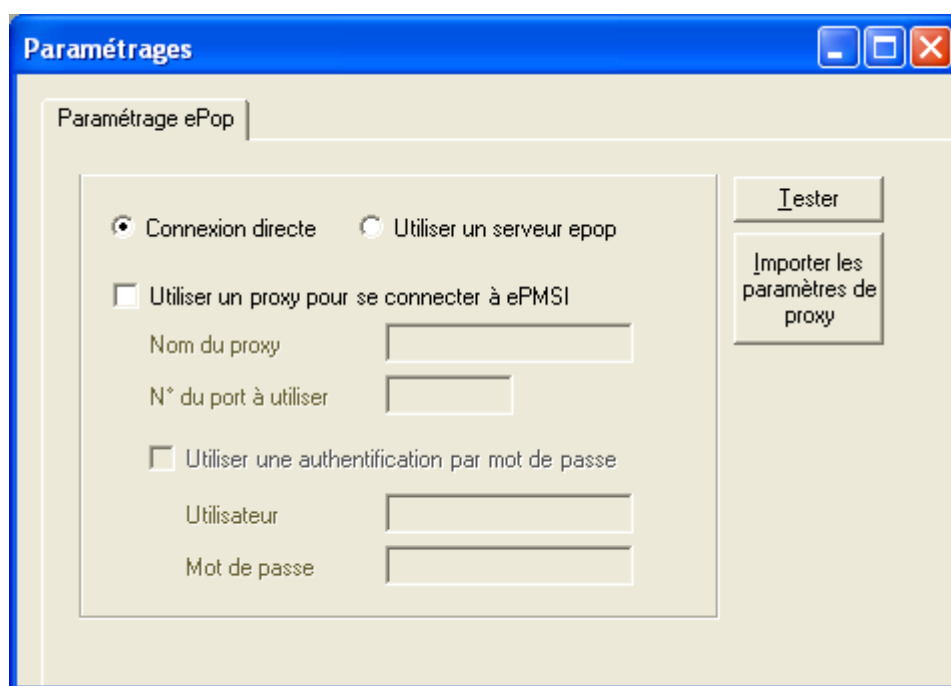 Paramétrages
Paramétrage ePop
Connexion directe
Utiliser un serveur epop
Tester
Utiliser un proxy pour se connecter à ePMSI
Importer les
paramètres de
proxy
Nom du proxy
N° du port à utiliser
Utiliser une authentification par mot de passe
Utilisateur
Mot de passe